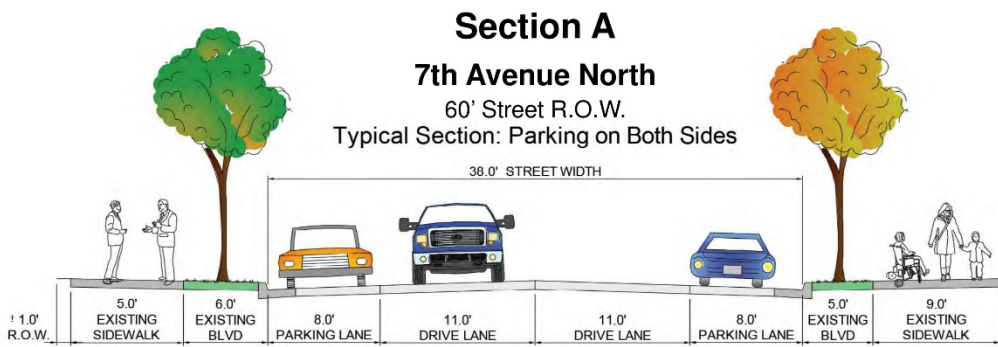 Section A
7th Avenue North
60' Street R.O.W.
Typical Section: Parking on Both Sides
38.0' STREET WIDTH
1.0'
R.O.W.
5.0'
EXISTING
SIDEWALK
6.0'
EXISTING
BLVD
8.0'
PARKING LANE
11.0'
DRIVE LANE
11.0'
DRIVE LANE
8.0'
PARKING LANE
5.0'
EXISTING
BLVD
9.0'
EXISTING
SIDEWALK